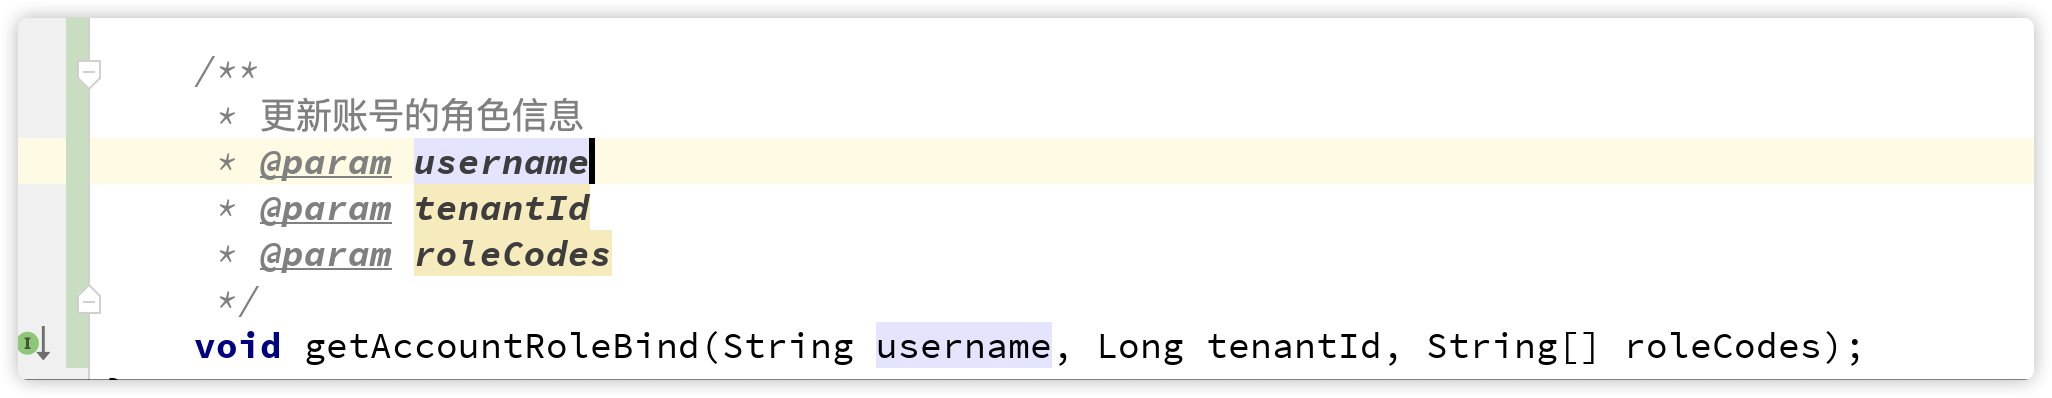 /**
* 更新账号的角色信息
* @param username
* @param tenantId
* @param roleCodes
*/
I
void getAccountRoleBind(String username, Long tenantId, String[] roleCodes);